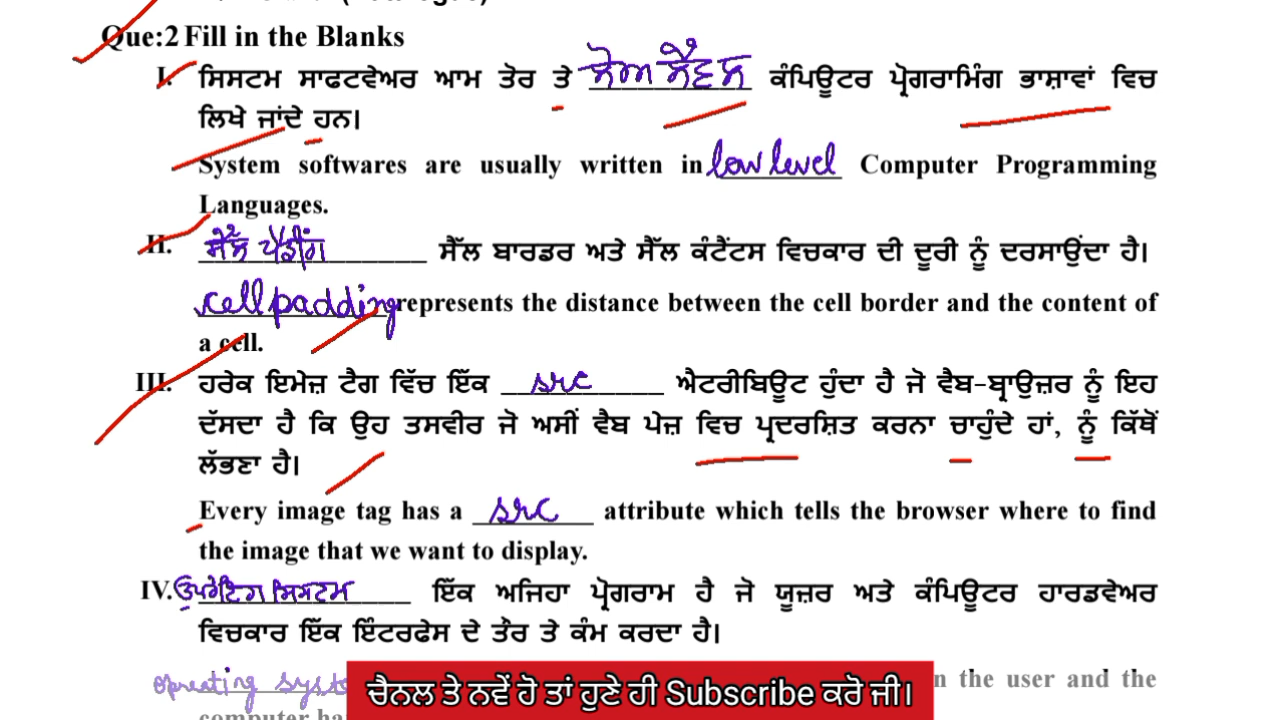 Que:2 Fill in the Blanks
I. ਸਿਸਟਮ ਸਾਫਟਵੇਅਰ ਆਮ ਤੋਰ ਤੇ ਕੰਪਿਊਟਰ ਪ੍ਰੋਗਰਾਮਿੰਗ ਭਾਸ਼ਾਵਾਂ ਵਿਚ
ਲਿਖੇ ਜਾਂਦੇ ਹਨ।
System softwares are usually written in low level Computer Programming
Languages.
II. ਸੈੱਲ ਪੈਡਿੰਗ ਸੈੱਲ ਬਾਰਡਰ ਅਤੇ ਸੈੱਲ ਕੰਟੈਂਟਸ ਵਿਚਕਾਰ ਦੀ ਦੂਰੀ ਨੂੰ ਦਰਸਾਉਂਦਾ ਹੈ।
cell padding represents the distance between the cell border and the content of
a cell.
III. ਹਰੇਕ ਇਮੇਜ਼ ਟੈਗ ਵਿੱਚ ਇੱਕ src ਐਟਰੀਬਿਊਟ ਹੁੰਦਾ ਹੈ ਜੋ ਵੈਬ-ਬ੍ਰਾਉਜ਼ਰ ਨੂੰ ਇਹ
ਦੱਸਦਾ ਹੈ ਕਿ ਉਹ ਤਸਵੀਰ ਜੋ ਅਸੀਂ ਵੈਬ ਪੇਜ਼ ਵਿਚ ਪ੍ਰਦਰਸ਼ਿਤ ਕਰਨਾ ਚਾਹੁੰਦੇ ਹਾਂ, ਨੂੰ ਕਿੱਥੋਂ
ਲੱਭਣਾ ਹੈ।
Every image tag has a src attribute which tells the browser where to find
the image that we want to display.
IV. ਉਪਰੇਟਿੰਗ ਸਿਸਟਮ ਇੱਕ ਅਜਿਹਾ ਪ੍ਰੋਗਰਾਮ ਹੈ ਜੋ ਯੂਜ਼ਰ ਅਤੇ ਕੰਪਿਊਟਰ ਹਾਰਡਵੇਅਰ
ਵਿਚਕਾਰ ਇੱਕ ਇੰਟਰਫੇਸ ਦੇ ਤੌਰ ਤੇ ਕੰਮ ਕਰਦਾ ਹੈ।
n the user and the
ਚੈਨਲ ਤੇ ਨਵੇਂ ਹੋ ਤਾਂ ਹੁਣੇ ਹੀ Subscribe ਕਰੋ ਜੀ।
computer